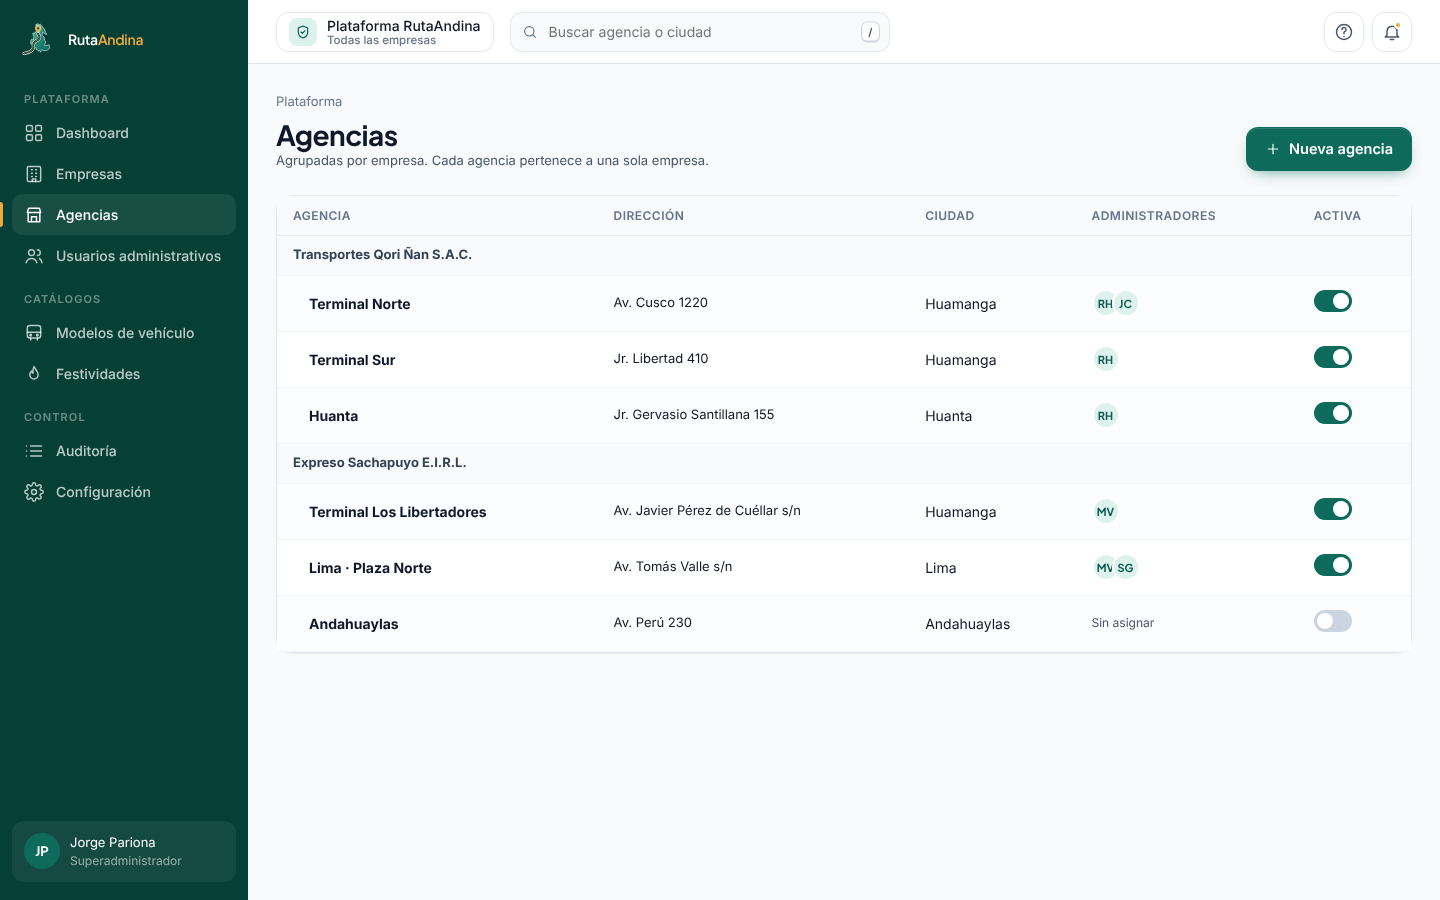 RutaAndina
PLATAFORMA
Dashboard
Empresas
Agencias
Usuarios administrativos
CATÁLOGOS
Modelos de vehículo
Festividades
CONTROL
Auditoría
Configuración
JP
Jorge Pariona
Superadministrador
Plataforma RutaAndina
Todas las empresas
Buscar agencia o ciudad
/
Plataforma
Agencias
Agrupadas por empresa. Cada agencia pertenece a una sola empresa.
Nueva agencia
AGENCIA DIRECCIÓN CIUDAD ADMINISTRADORES ACTIVA
Transportes Qori Ñan S.A.C.
Terminal Norte Av. Cusco 1220 Huamanga RH JC
Terminal Sur Jr. Libertad 410 Huamanga RH
Huanta Jr. Gervasio Santillana 155 Huanta RH
Expreso Sachapuyo E.I.R.L.
Terminal Los Libertadores Av. Javier Pérez de Cuéllar s/n Huamanga MV
Lima · Plaza Norte Av. Tomás Valle s/n Lima MV SG
Andahuaylas Av. Perú 230 Andahuaylas Sin asignar